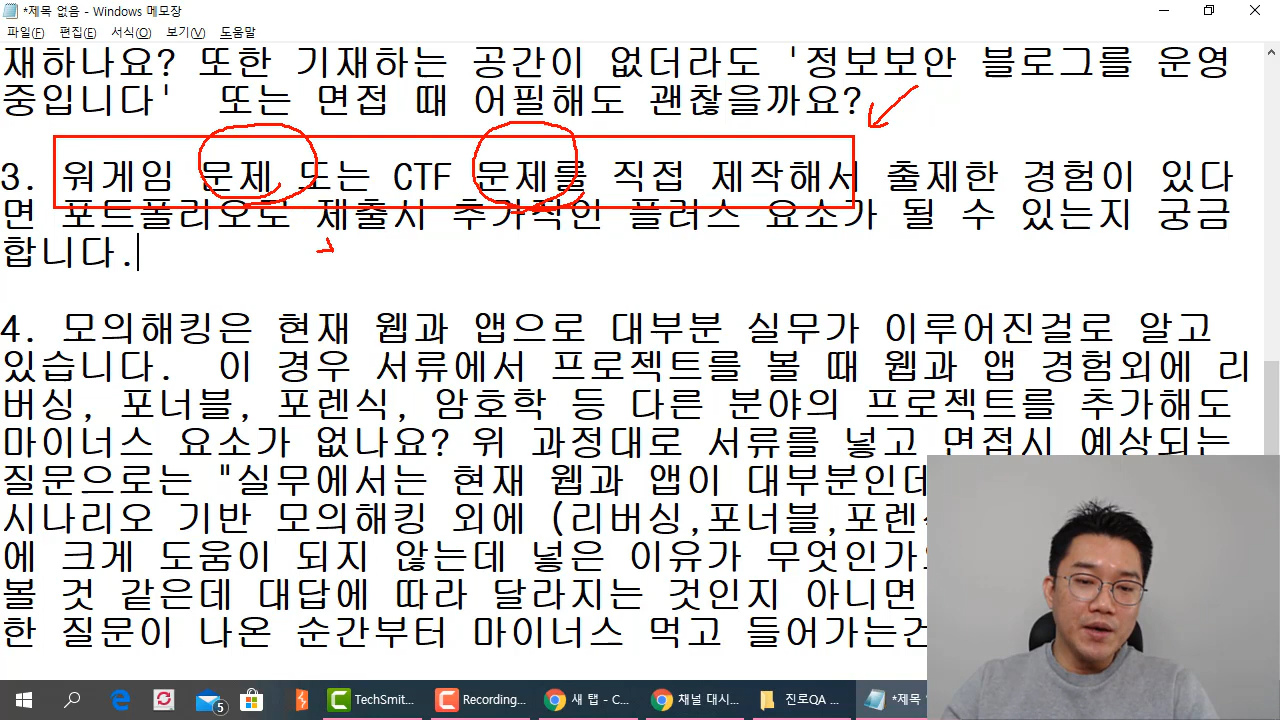 *제목 없음 - Windows 메모장
파일(F) 편집(E) 서식(O) 보기(V) 도움말
재하나요? 또한 기재하는 공간이 없더라도 '정보보안 블로그를 운영
중입니다' 또는 면접 때 어필해도 괜찮을까요?
3. 워게임 문제 또는 CTF 문제를 직접 제작해서 출제한 경험이 있다
면 포트폴리오로 제출시 추가적인 플러스 요소가 될 수 있는지 궁금
합니다.
4. 모의해킹은 현재 웹과 앱으로 대부분 실무가 이루어진걸로 알고
있습니다. 이 경우 서류에서 프로젝트를 볼 때 웹과 앱 경험외에 리
버싱, 포너블, 포렌식, 암호학 등 다른 분야의 프로젝트를 추가해도
마이너스 요소가 없나요? 위 과정대로 서류를 넣고 면접시 예상되는
질문으로는 "실무에서는 현재 웹과 앱이 대부분인데
시나리오 기반 모의해킹 외에 (리버싱,포너블,포렌
에 크게 도움이 되지 않는데 넣은 이유가 무엇인가
볼 것 같은데 대답에 따라 달라지는 것인지 아니면
한 질문이 나온 순간부터 마이너스 먹고 들어가는건
5 TechSmit... Recording... 새 탭 - C... 채널 대시... 진로QA ... *제목